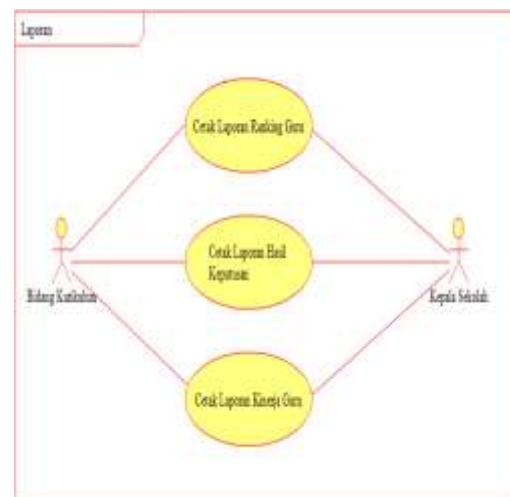 Laporan
Cetak Laporan Ranking Guru
Cetak Laporan Hasil
Keputusan
Bidang Kurikulum
Kepala Sekolah
Cetak Laporan Kinerja Guru